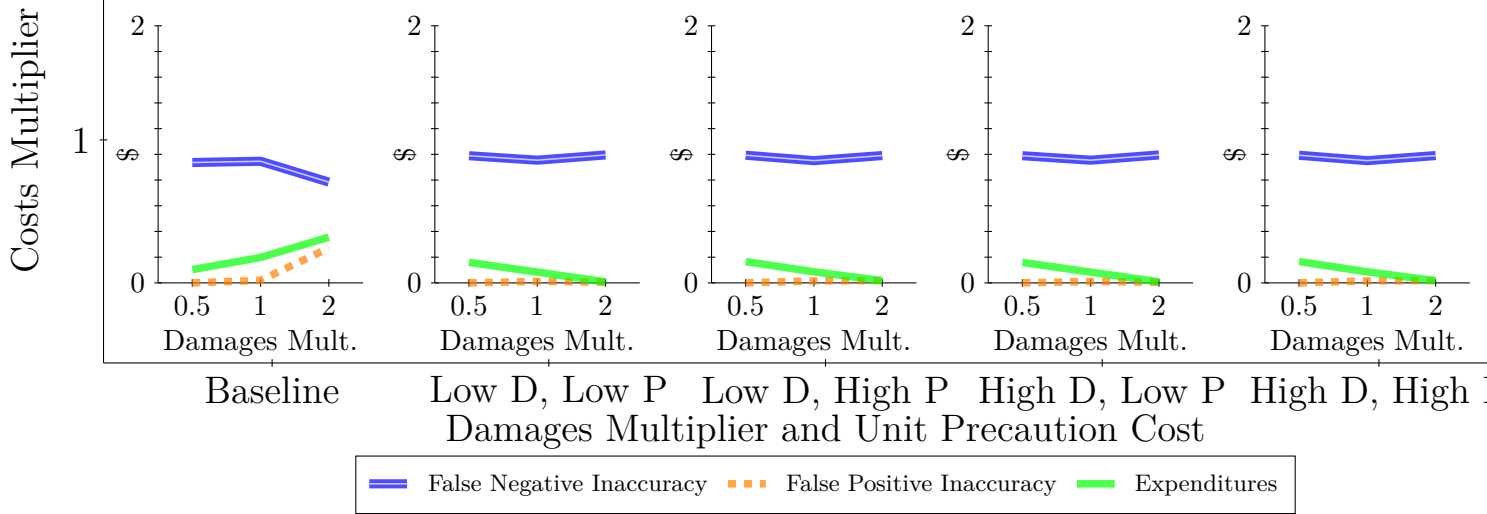 Costs Multiplier
1
2
$
0
0.5 1 2
Damages Mult.
2
$
0
0.5 1 2
Damages Mult.
2
$
0
0.5 1 2
Damages Mult.
2
$
0
0.5 1 2
Damages Mult.
2
$
0
0.5 1 2
Damages Mult.
Baseline
Low D, Low P
Low D, High P
High D, Low P
High D, High
Damages Multiplier and Unit Precaution Cost
False Negative Inaccuracy False Positive Inaccuracy Expenditures